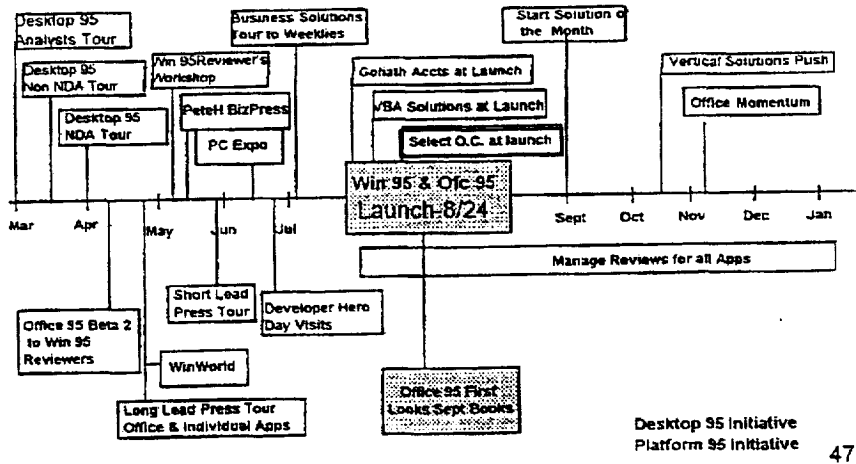 Desktop 95
Analysts Tour
Business Solutions
Tour to Weeklies
Start Solution o
the Month
Desktop 95
Non NDA Tour
Win 95Reviewer's
Workshop
Goliath Accts at Launch
Vertical Solutions Push
Desktop 95
NDA Tour
PeteH BizPress
VBA Solutions at Launch
Office Momentum
PC Expo
Select O.C. at launch
Win 95 & Ofc 95
Launch-8/24
Mar
Apr
May
Jun
Jul
Sept
Oct
Nov
Dec
Jan
Manage Reviews for all Apps
Office 95 Beta 2
to Win 95
Reviewers
Short Lead
Press Tour
Developer Hero
Day Visits
WinWorld
Office 95 First
Looks Sept Books
Long Lead Press Tour
Office & Individual Apps
Desktop 95 Initiative
Platform 95 Initiative
47